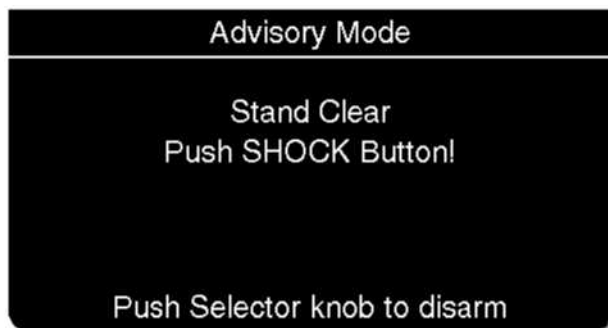 Advisory Mode
Stand Clear
Push SHOCK Button!
Push Selector knob to disarm